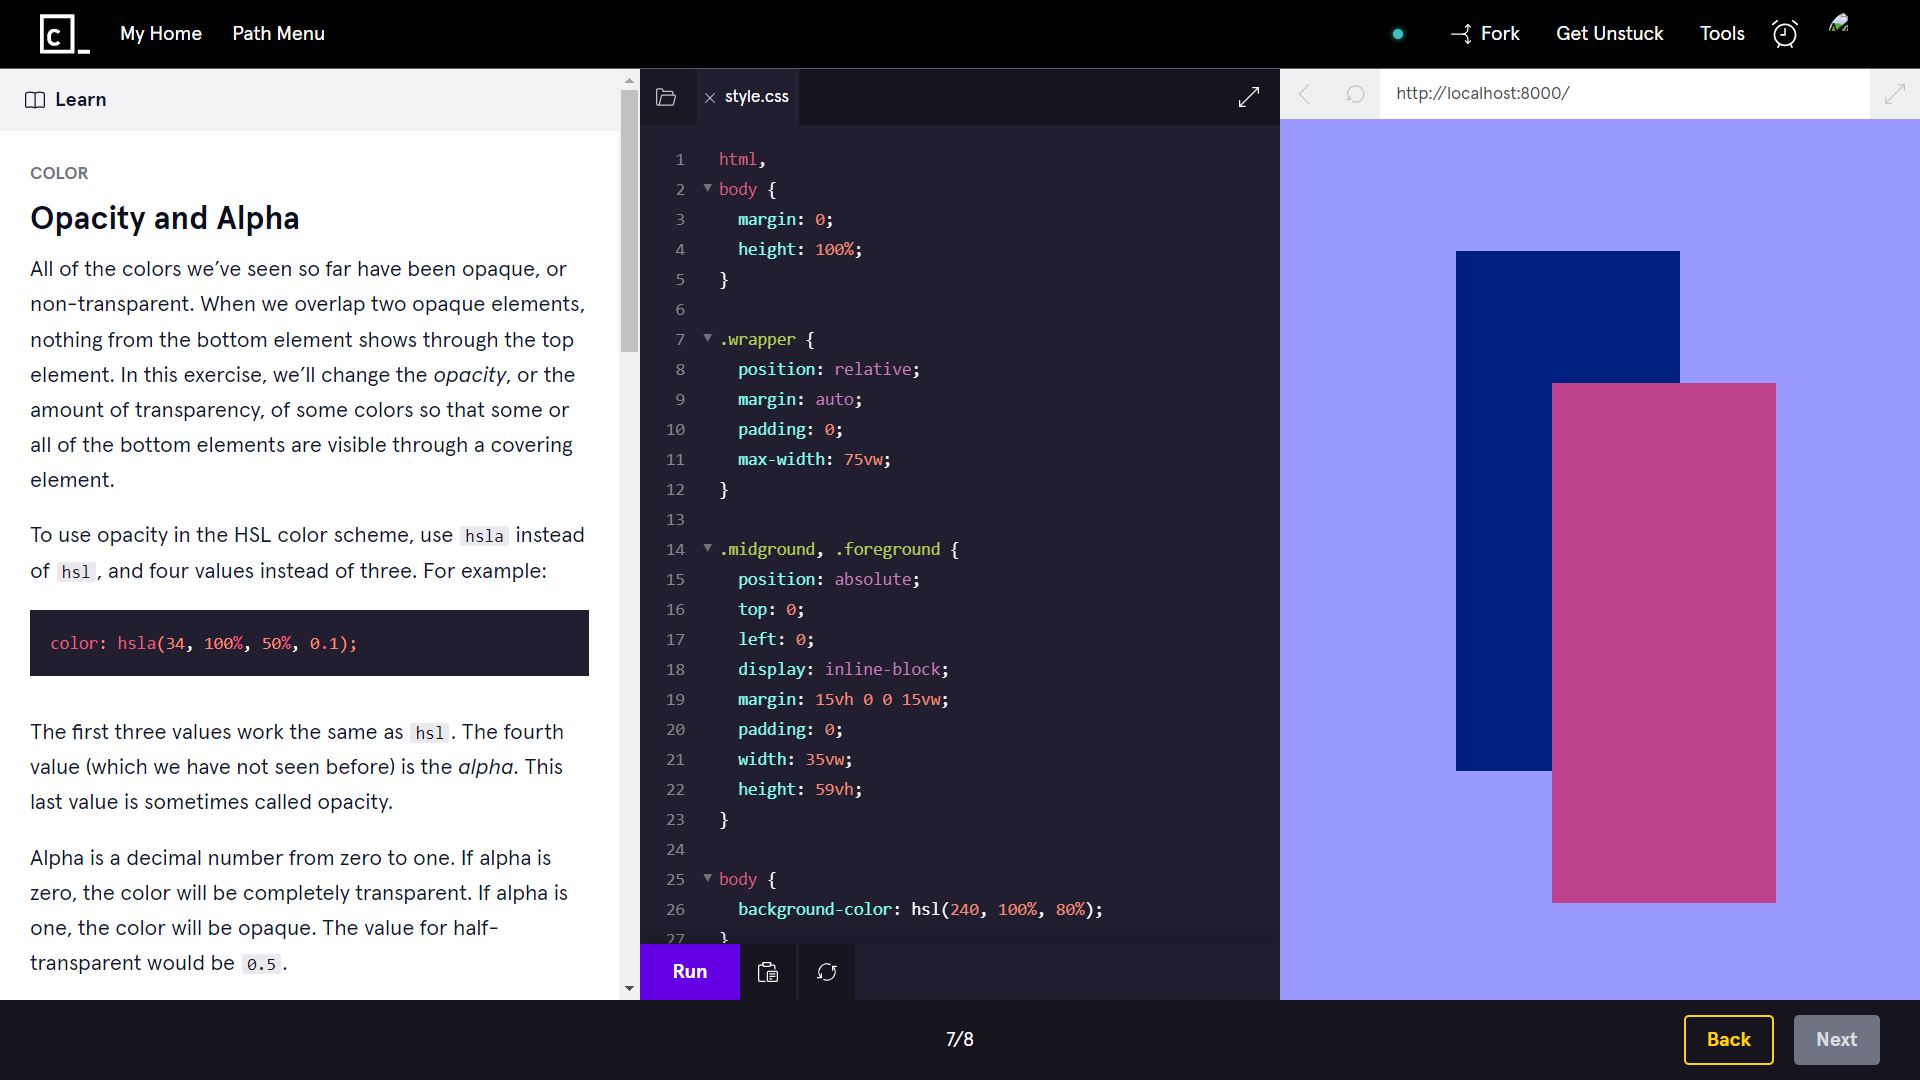 c_
My Home
Path Menu
Fork
Get Unstuck
Tools
Learn
COLOR
Opacity and Alpha
All of the colors we’ve seen so far have been opaque, or
non-transparent. When we overlap two opaque elements,
nothing from the bottom element shows through the top
element. In this exercise, we’ll change the opacity, or the
amount of transparency, of some colors so that some or
all of the bottom elements are visible through a covering
element.
To use opacity in the HSL color scheme, use hsla instead
of hsl, and four values instead of three. For example:
color: hsla(34, 100%, 50%, 0.1);
The first three values work the same as hsl. The fourth
value (which we have not seen before) is the alpha. This
last value is sometimes called opacity.
Alpha is a decimal number from zero to one. If alpha is
zero, the color will be completely transparent. If alpha is
one, the color will be opaque. The value for half-
transparent would be 0.5.
style.css
1 html,
2 body {
3 margin: 0;
4 height: 100%;
5 }
6
7 .wrapper {
8 position: relative;
9 margin: auto;
10 padding: 0;
11 max-width: 75vw;
12 }
13
14 .midground, .foreground {
15 position: absolute;
16 top: 0;
17 left: 0;
18 display: inline-block;
19 margin: 15vh 0 0 15vw;
20 padding: 0;
21 width: 35vw;
22 height: 59vh;
23 }
24
25 body {
26 background-color: hsl(240, 100%, 80%);
27 }
Run
http://localhost:8000/
7/8
Back
Next